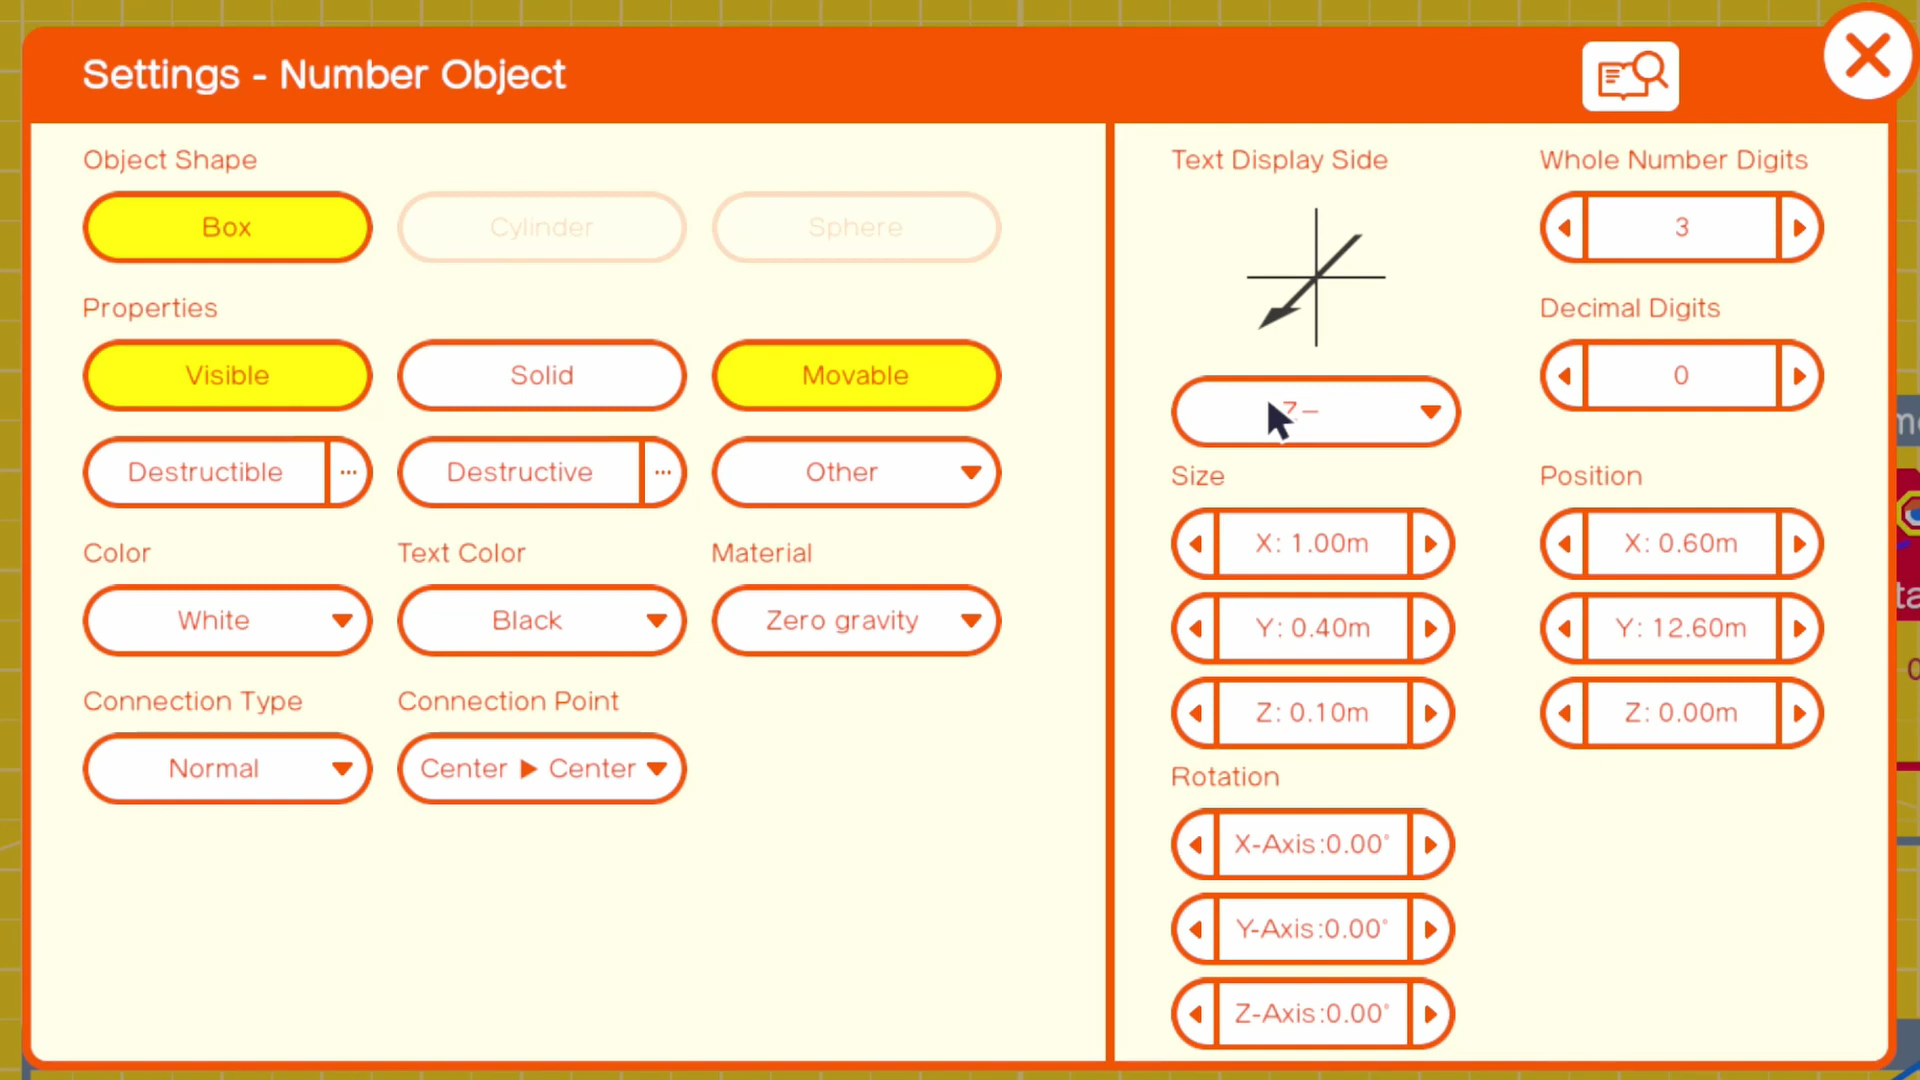 Settings - Number Object
Object Shape
Box
Cylinder
Sphere
Properties
Visible
Solid
Movable
Destructible
...
Destructive
...
Other
Color
Text Color
Material
White
Black
Zero gravity
Connection Type
Connection Point
Normal
Center ▶ Center
Text Display Side
Z−
Whole Number Digits
3
Decimal Digits
0
Size
X: 1.00m
Y: 0.40m
Z: 0.10m
Position
X: 0.60m
Y: 12.60m
Z: 0.00m
Rotation
X-Axis:0.00°
Y-Axis:0.00°
Z-Axis:0.00°